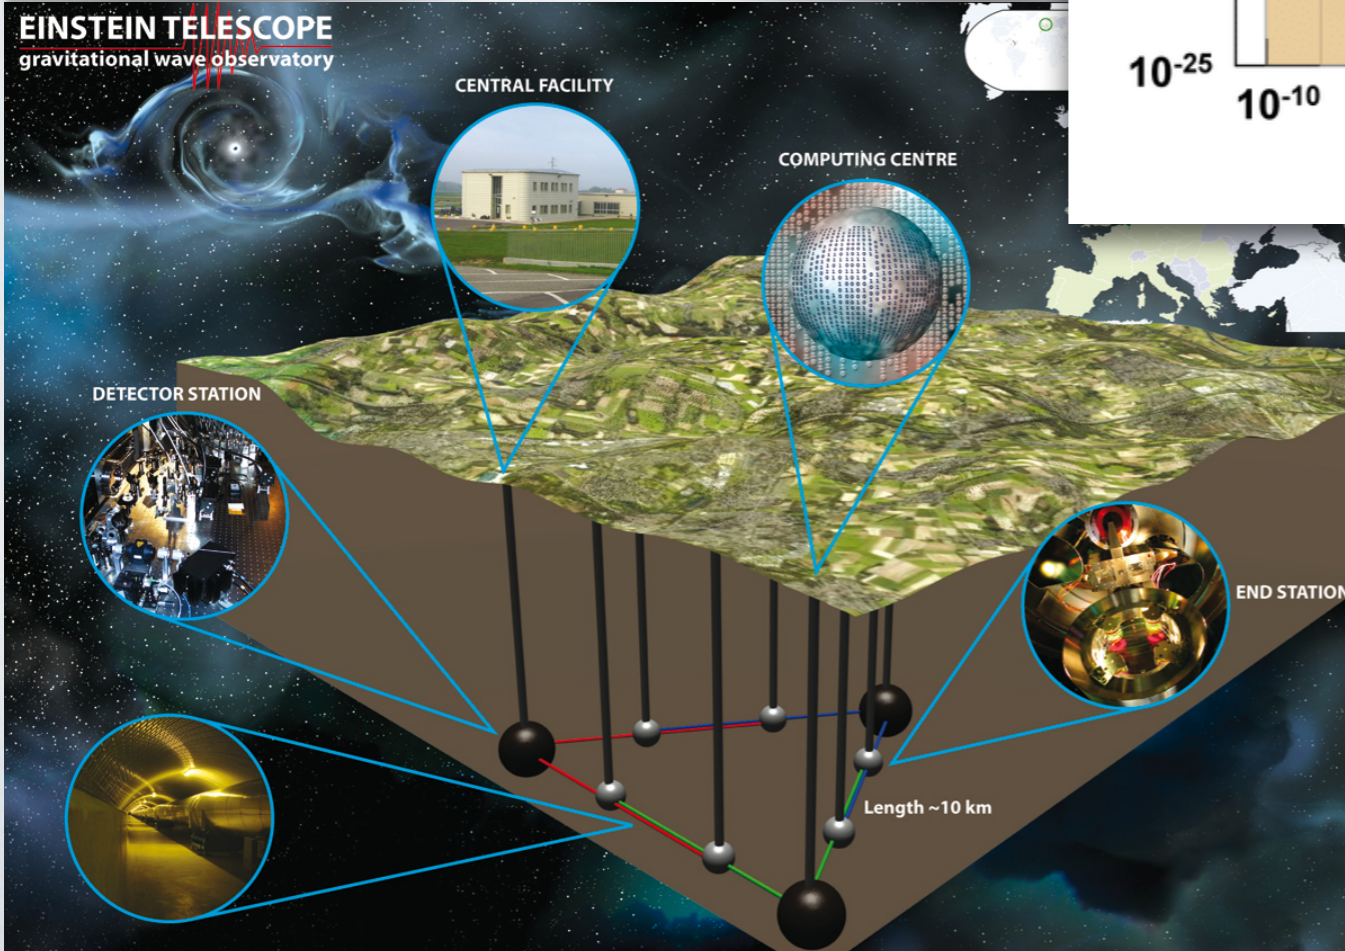 EINSTEIN TELESCOPE
gravitational wave observatory
CENTRAL FACILITY
COMPUTING CENTRE
10⁻²⁵
10⁻¹⁰
DETECTOR STATION
END STATION
Length ~10 km